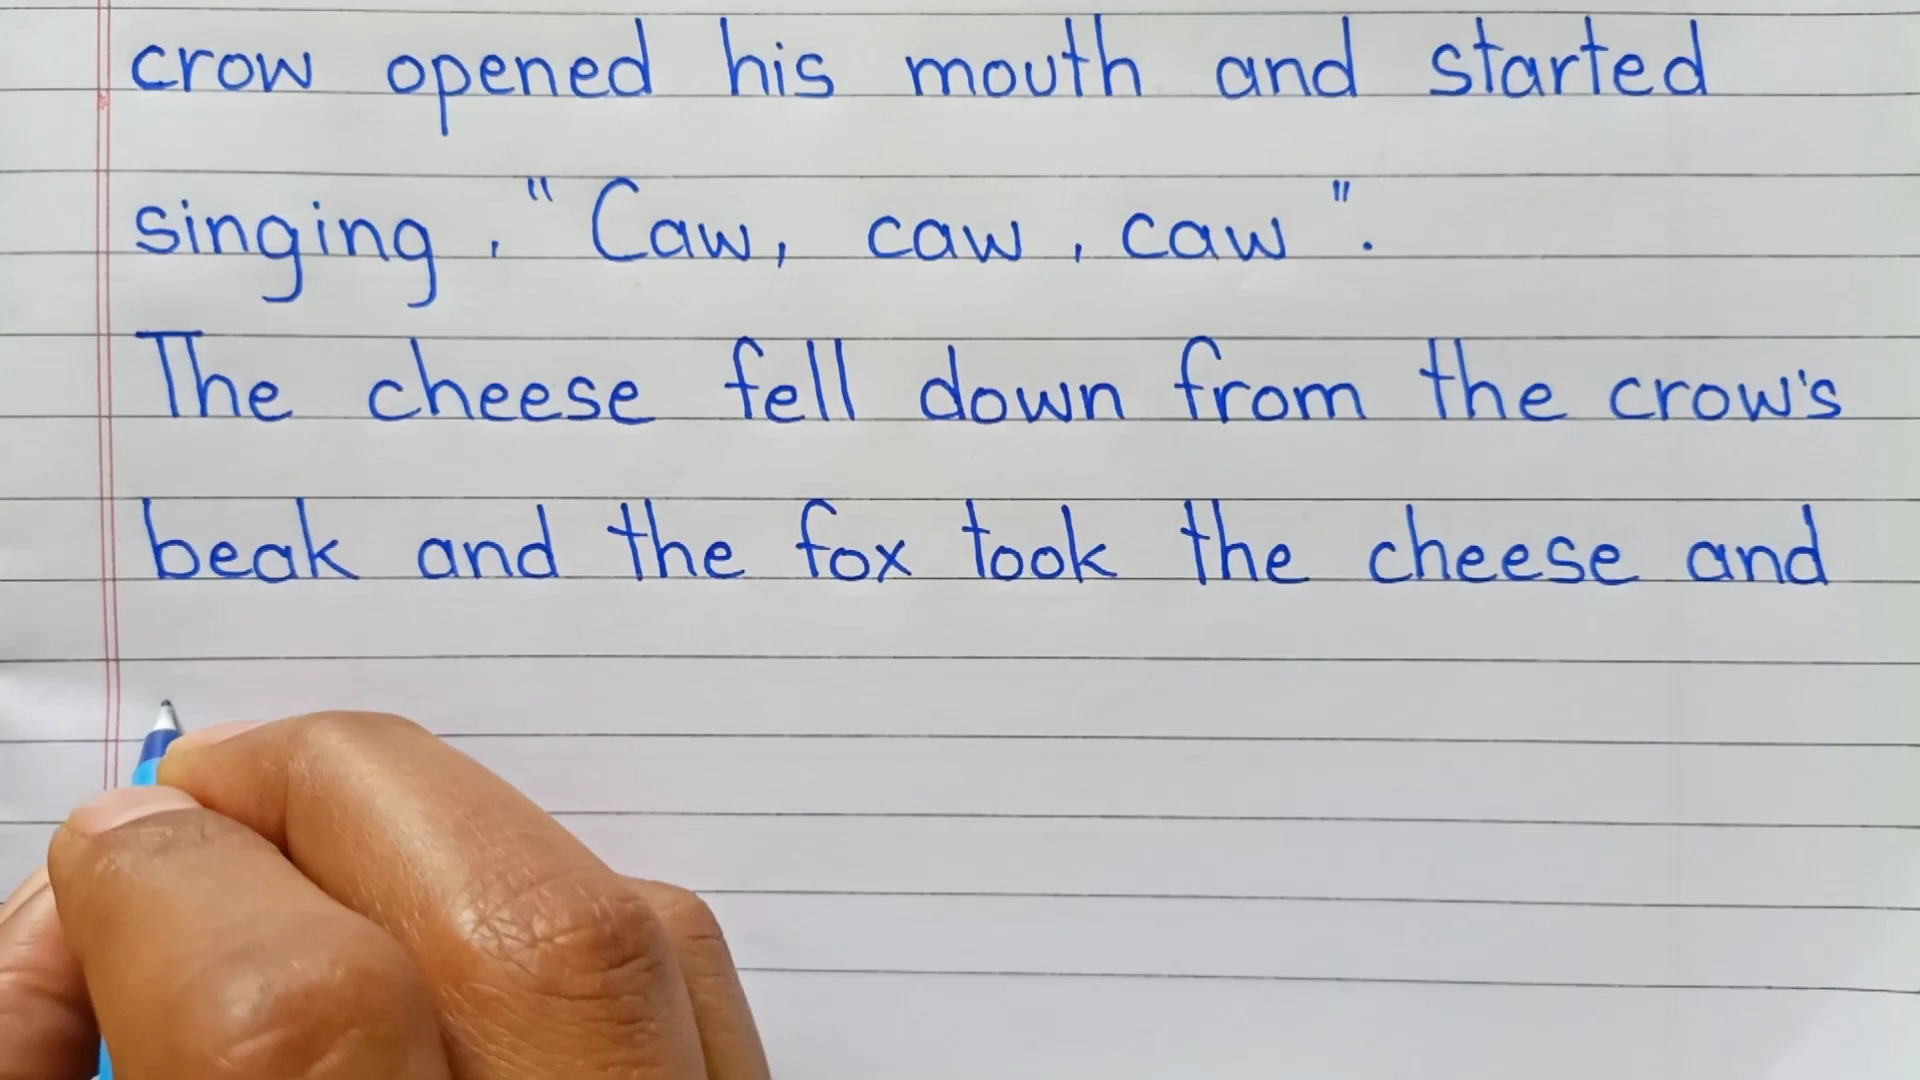 crow opened his mouth and started
singing, "Caw, caw, caw".
The cheese fell down from the crow's
beak and the fox took the cheese and